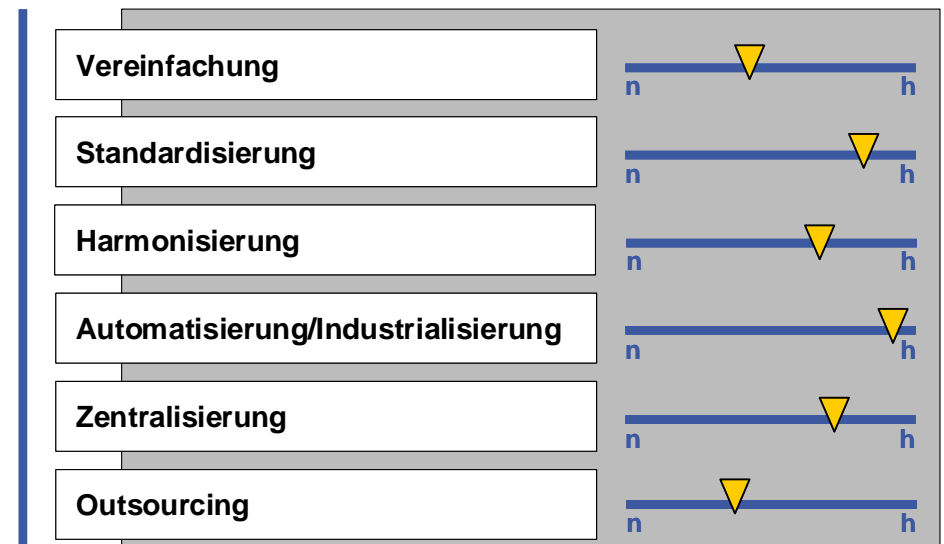 Vereinfachung
n h
Standardisierung
n h
Harmonisierung
n h
Automatisierung/Industrialisierung
n h
Zentralisierung
n h
Outsourcing
n h